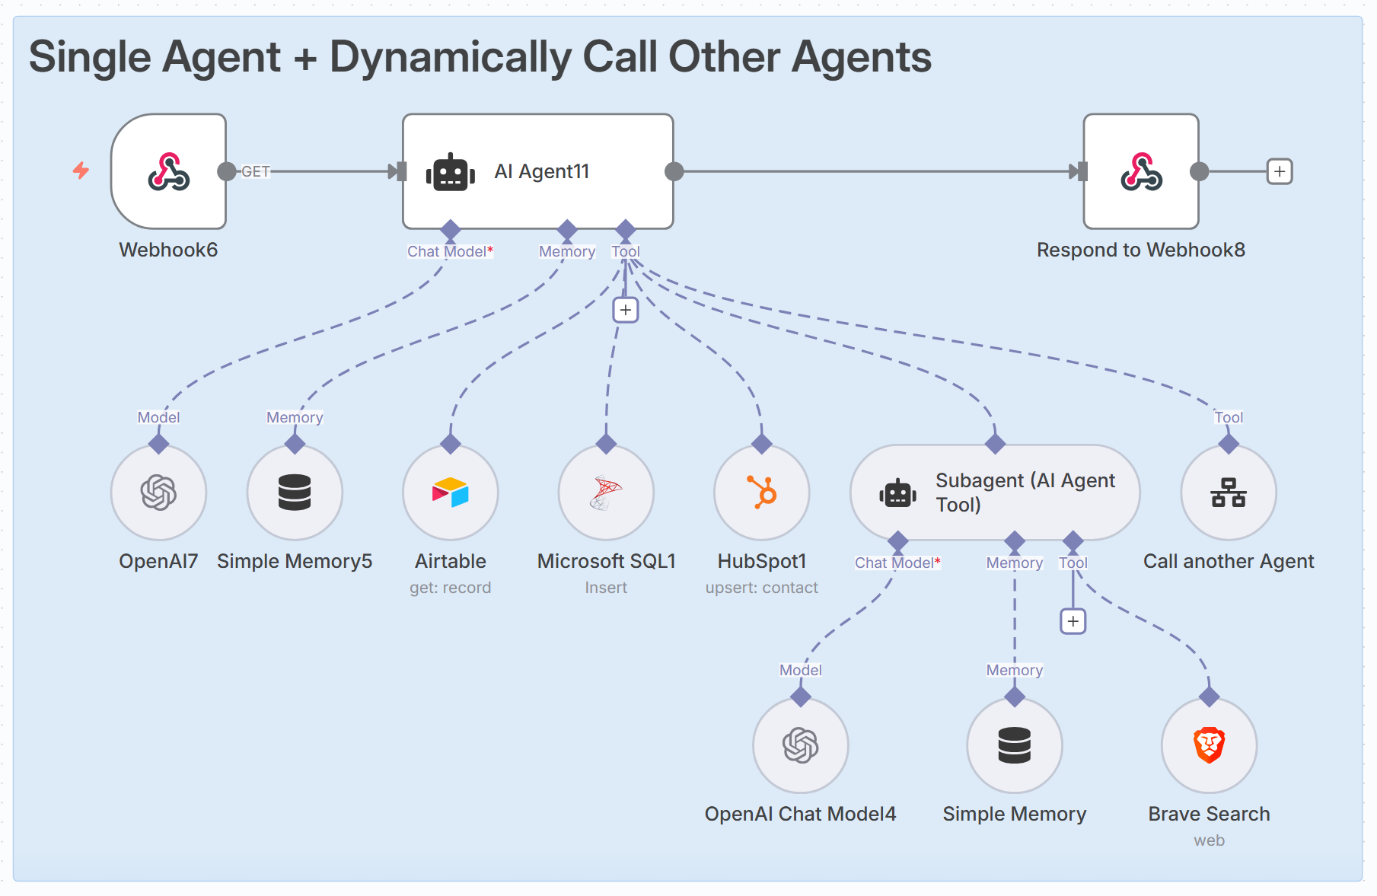 Single Agent + Dynamically Call Other Agents
GET
AI Agent11
Webhook6
Chat Model*
Memory
Tool
Respond to Webhook8
Model
Memory
Tool
Subagent (AI Agent
Tool)
OpenAI7
Simple Memory5
Airtable
get: record
Microsoft SQL1
Insert
HubSpot1
upsert: contact
Chat Model*
Memory
Tool
Call another Agent
Model
Memory
OpenAI Chat Model4
Simple Memory
Brave Search
web